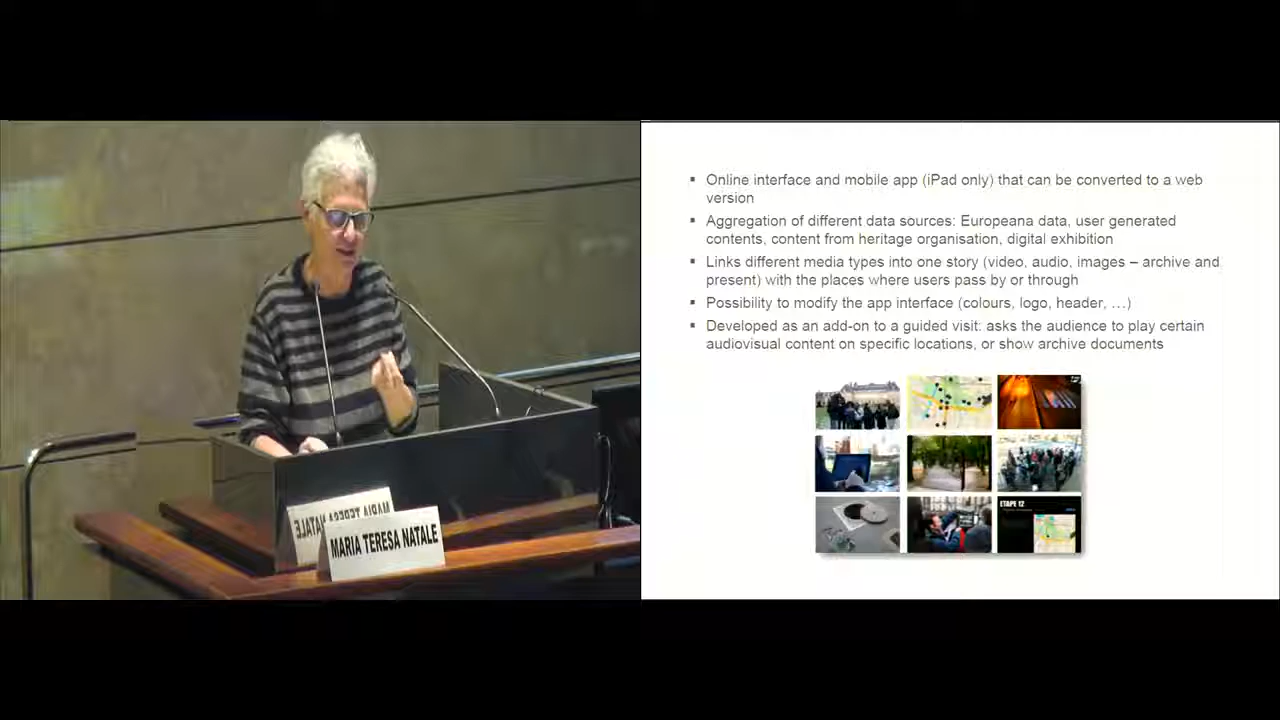 MARIA TERESA NATALE
MARIA TERESA NATALE
▪ Online interface and mobile app (iPad only) that can be converted to a web
version
▪ Aggregation of different data sources: Europeana data, user generated
contents, content from heritage organisation, digital exhibition
▪ Links different media types into one story (video, audio, images – archive and
present) with the places where users pass by or through
▪ Possibility to modify the app interface (colours, logo, header, …)
▪ Developed as an add-on to a guided visit: asks the audience to play certain
audiovisual content on specific locations, or show archive documents
ETAPE 12